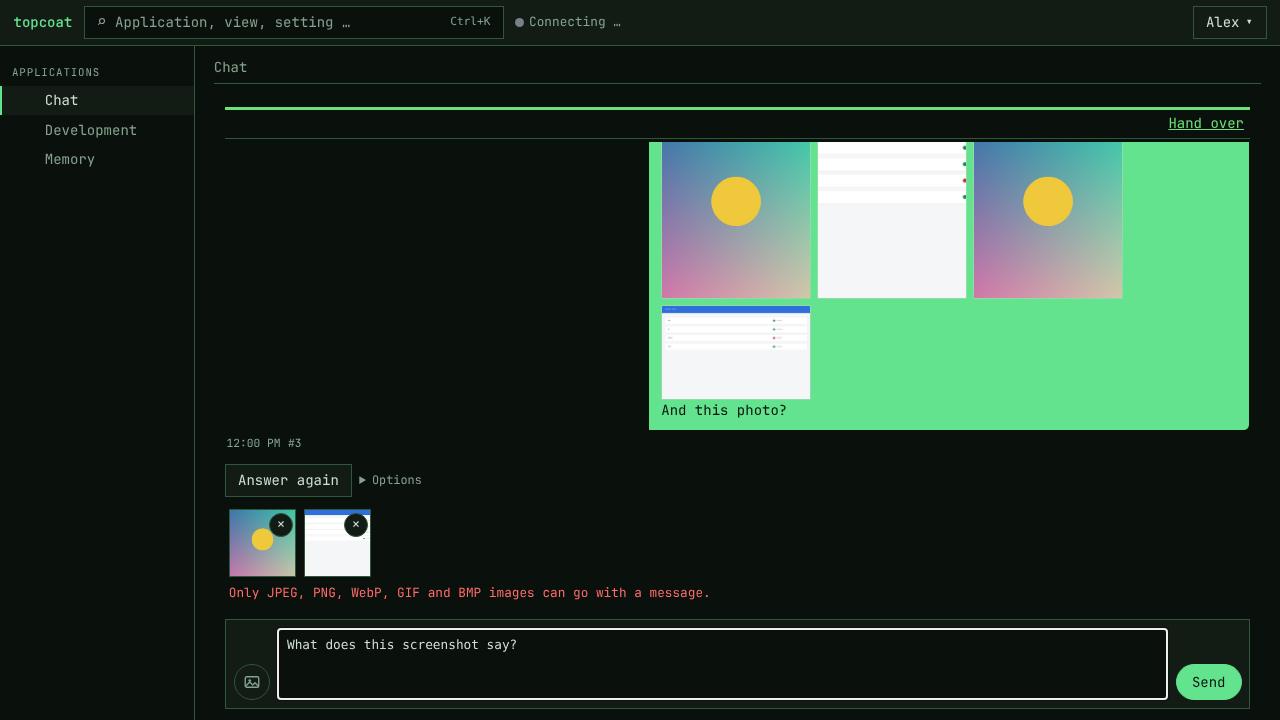 topcoat
Application, view, setting …
Ctrl+K
Connecting …
Alex
APPLICATIONS
Chat
Development
Memory
Chat
Hand over
And this photo?
12:00 PM #3
Answer again
Options
Only JPEG, PNG, WebP, GIF and BMP images can go with a message.
What does this screenshot say?
Send